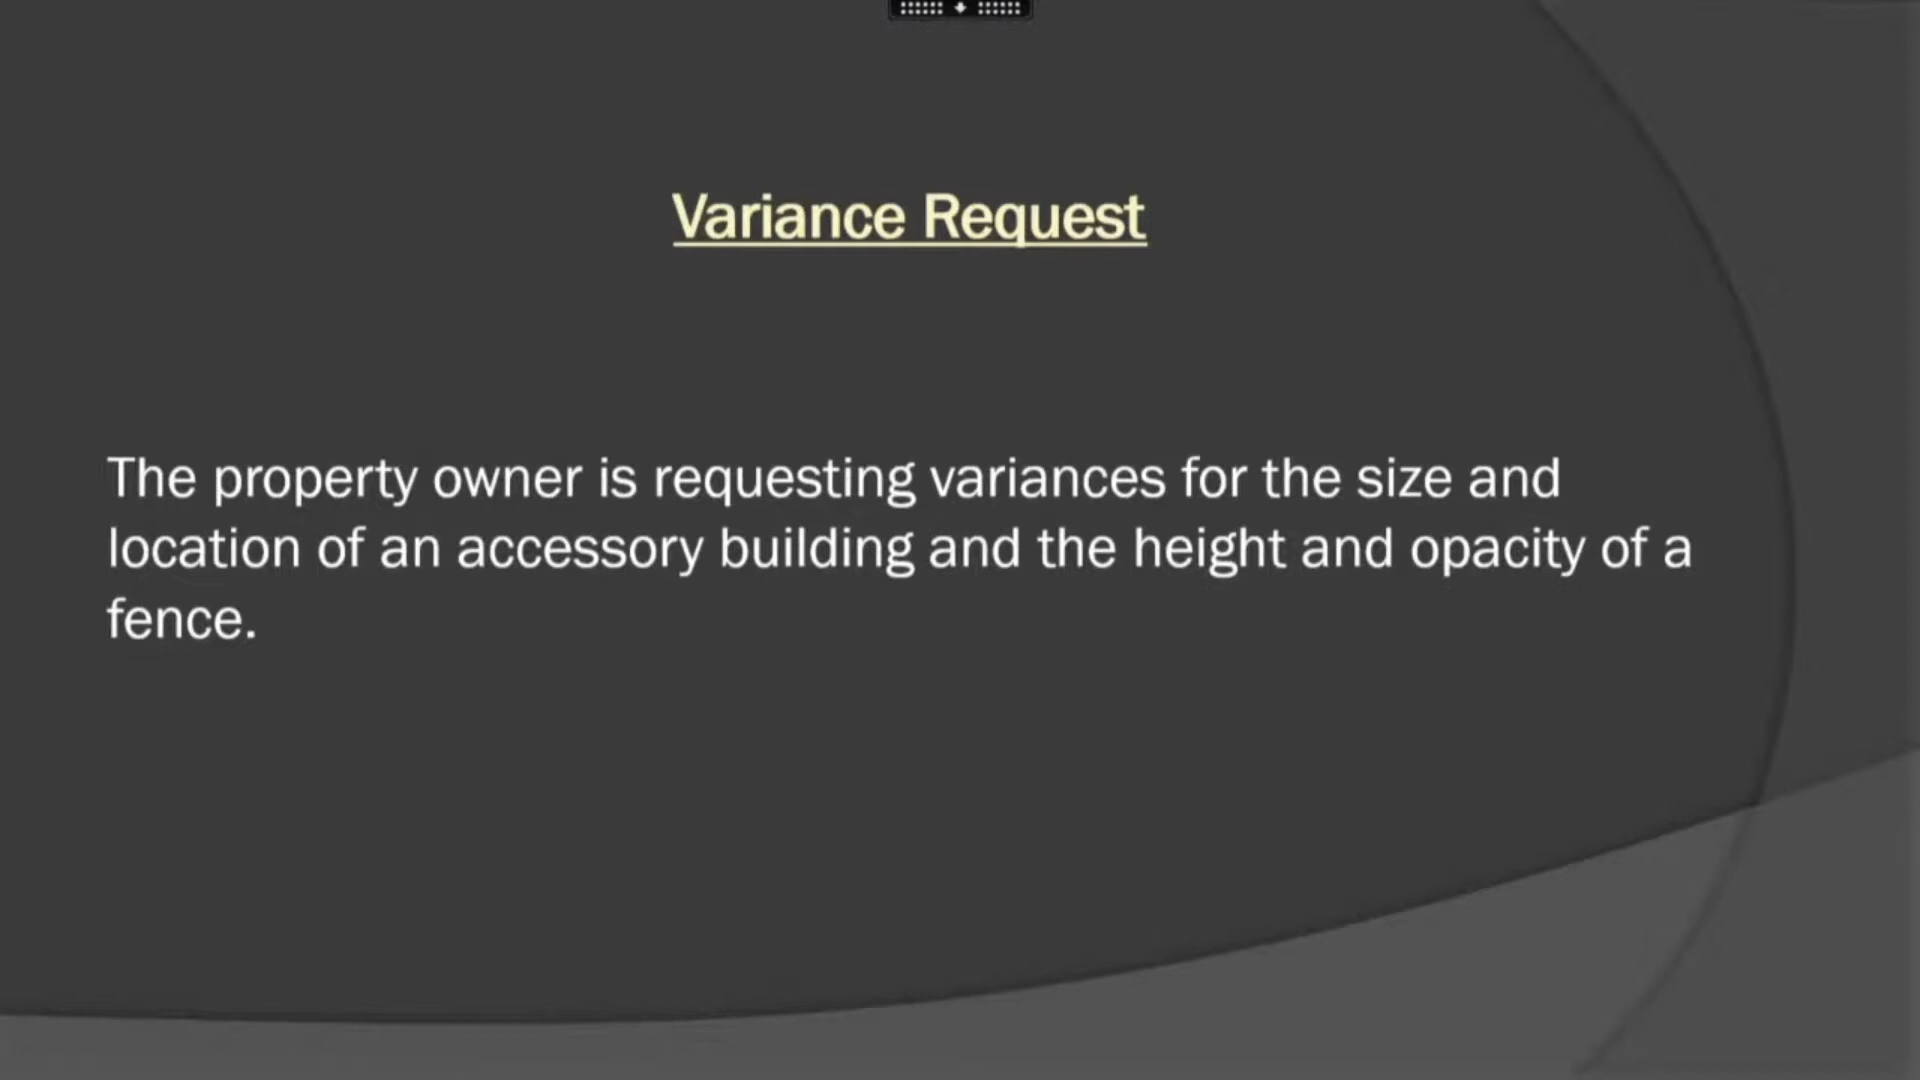 Variance Request
The property owner is requesting variances for the size and
location of an accessory building and the height and opacity of a
fence.